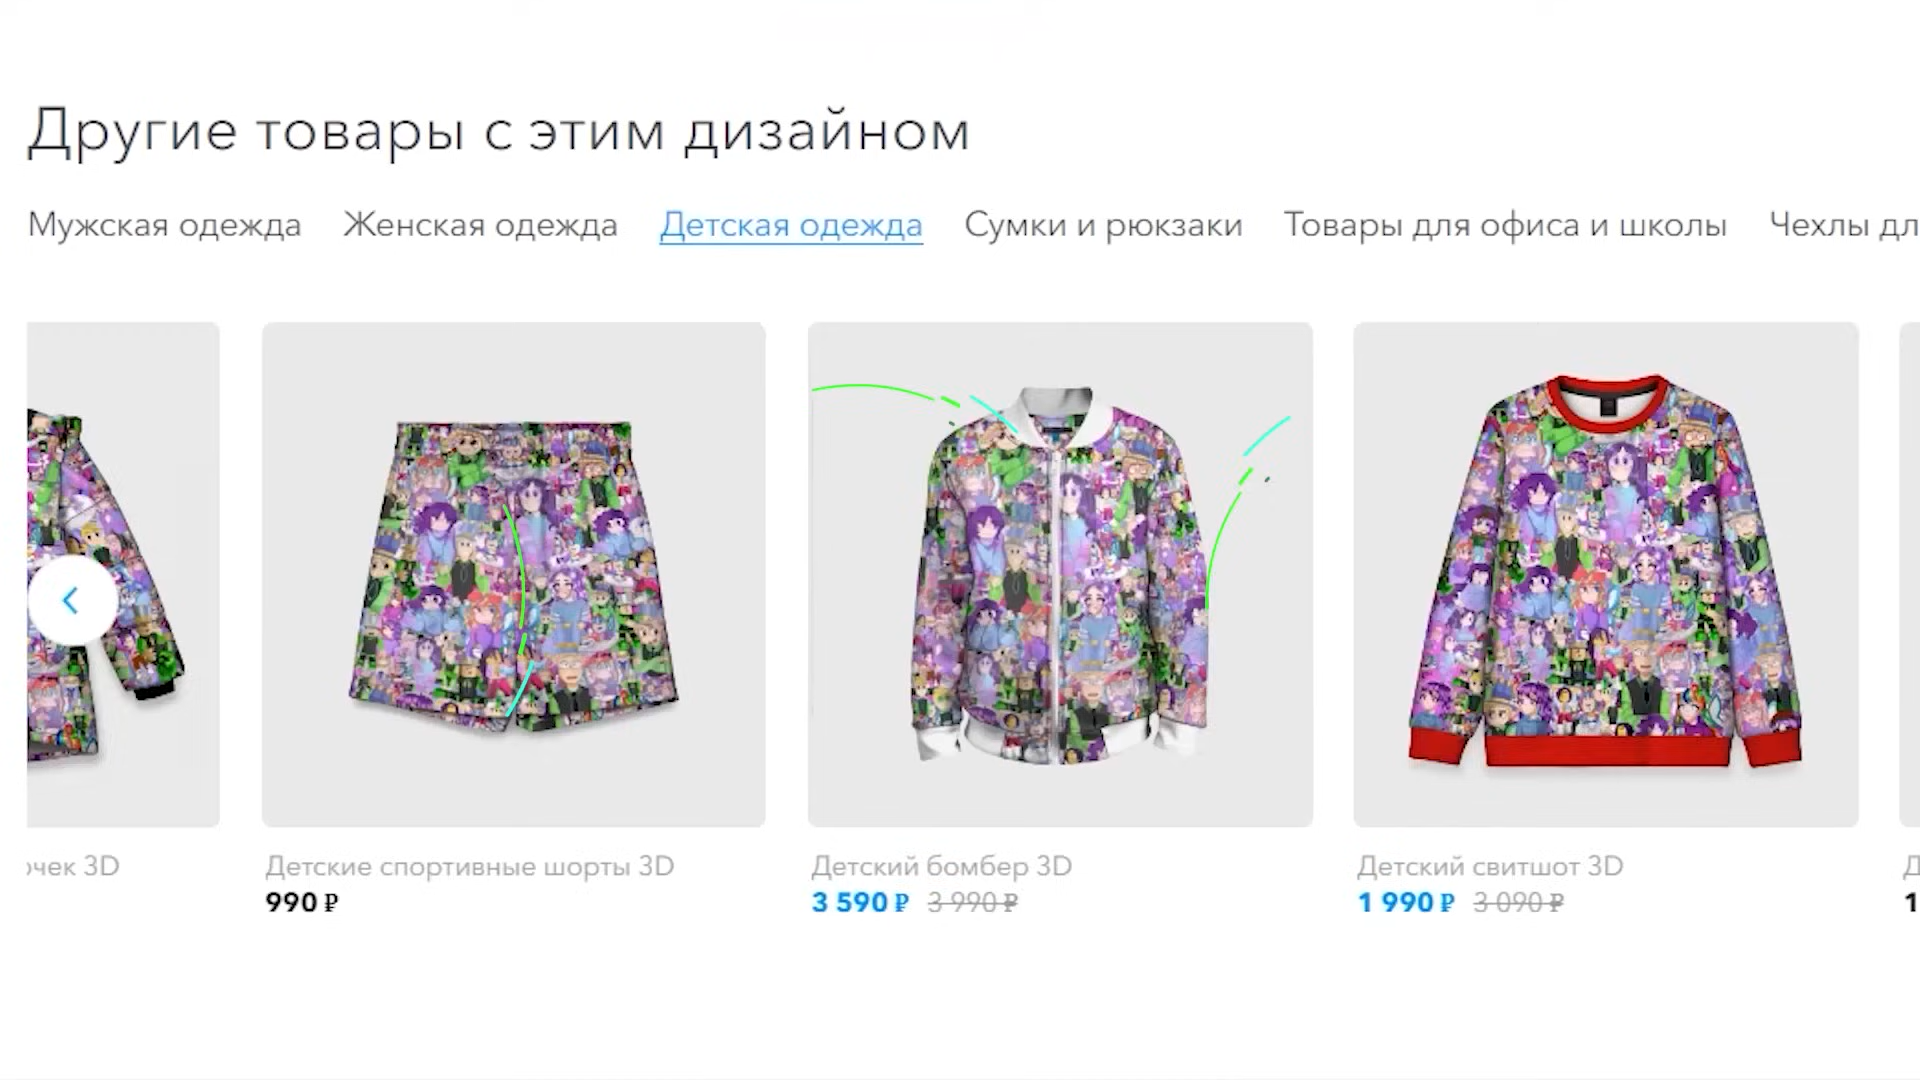 Другие товары с этим дизайном
Мужская одежда Женская одежда Детская одежда Сумки и рюкзаки Товары для офиса и школы Чехлы дл
очек 3D Детские спортивные шорты 3D Детский бомбер 3D Детский свитшот 3D Д
990 ₽ 3 590 ₽ 3 990 ₽ 1 990 ₽ 3 090 ₽ 1